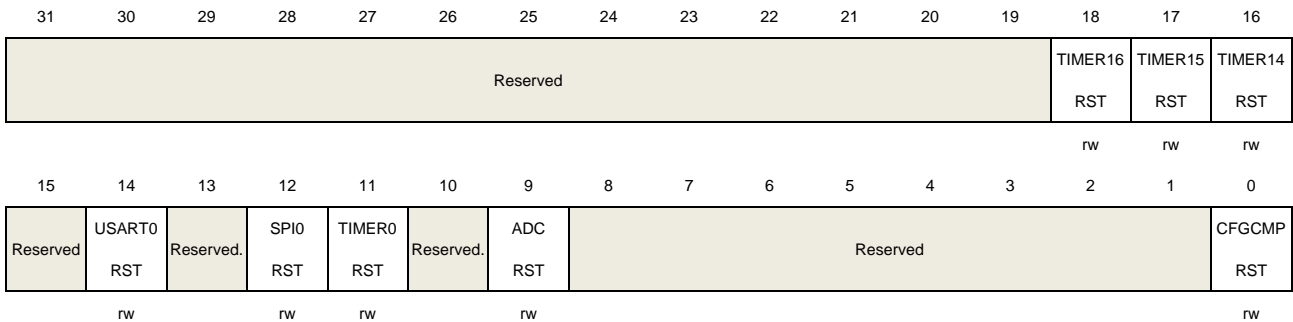 31 30 29 28 27 26 25 24 23 22 21 20 19 18 17 16
Reserved TIMER16 TIMER15 TIMER14
RST RST RST
rw rw rw
15 14 13 12 11 10 9 8 7 6 5 4 3 2 1 0
Reserved USART0 Reserved. SPI0 TIMER0 Reserved. ADC Reserved CFGCMP
RST RST RST RST RST
rw rw rw rw rw